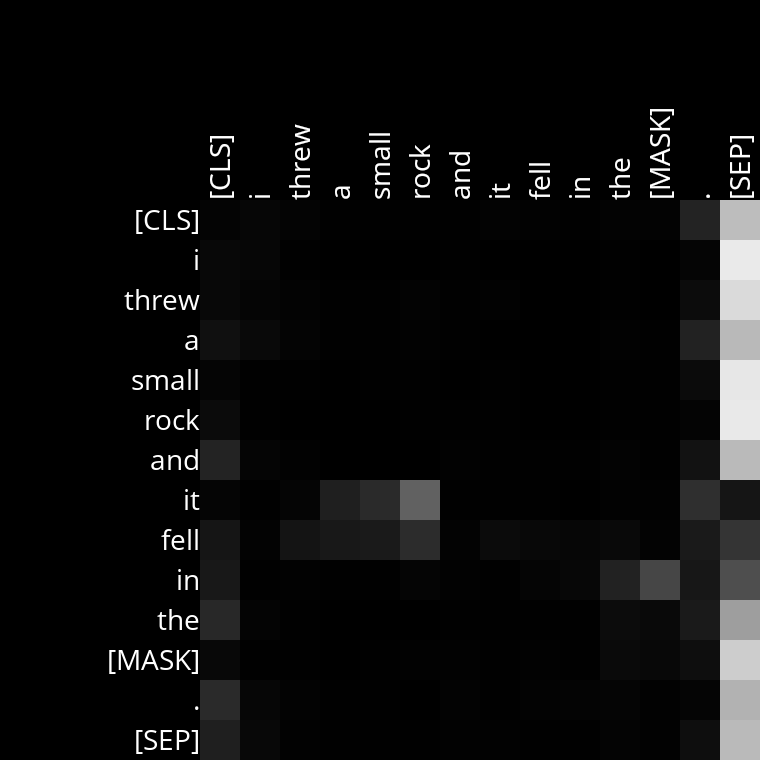 [CLS] i threw a small rock and it fell in the [MASK] . [SEP]
[CLS]
i
threw
a
small
rock
and
it
fell
in
the
[MASK]
.
[SEP]